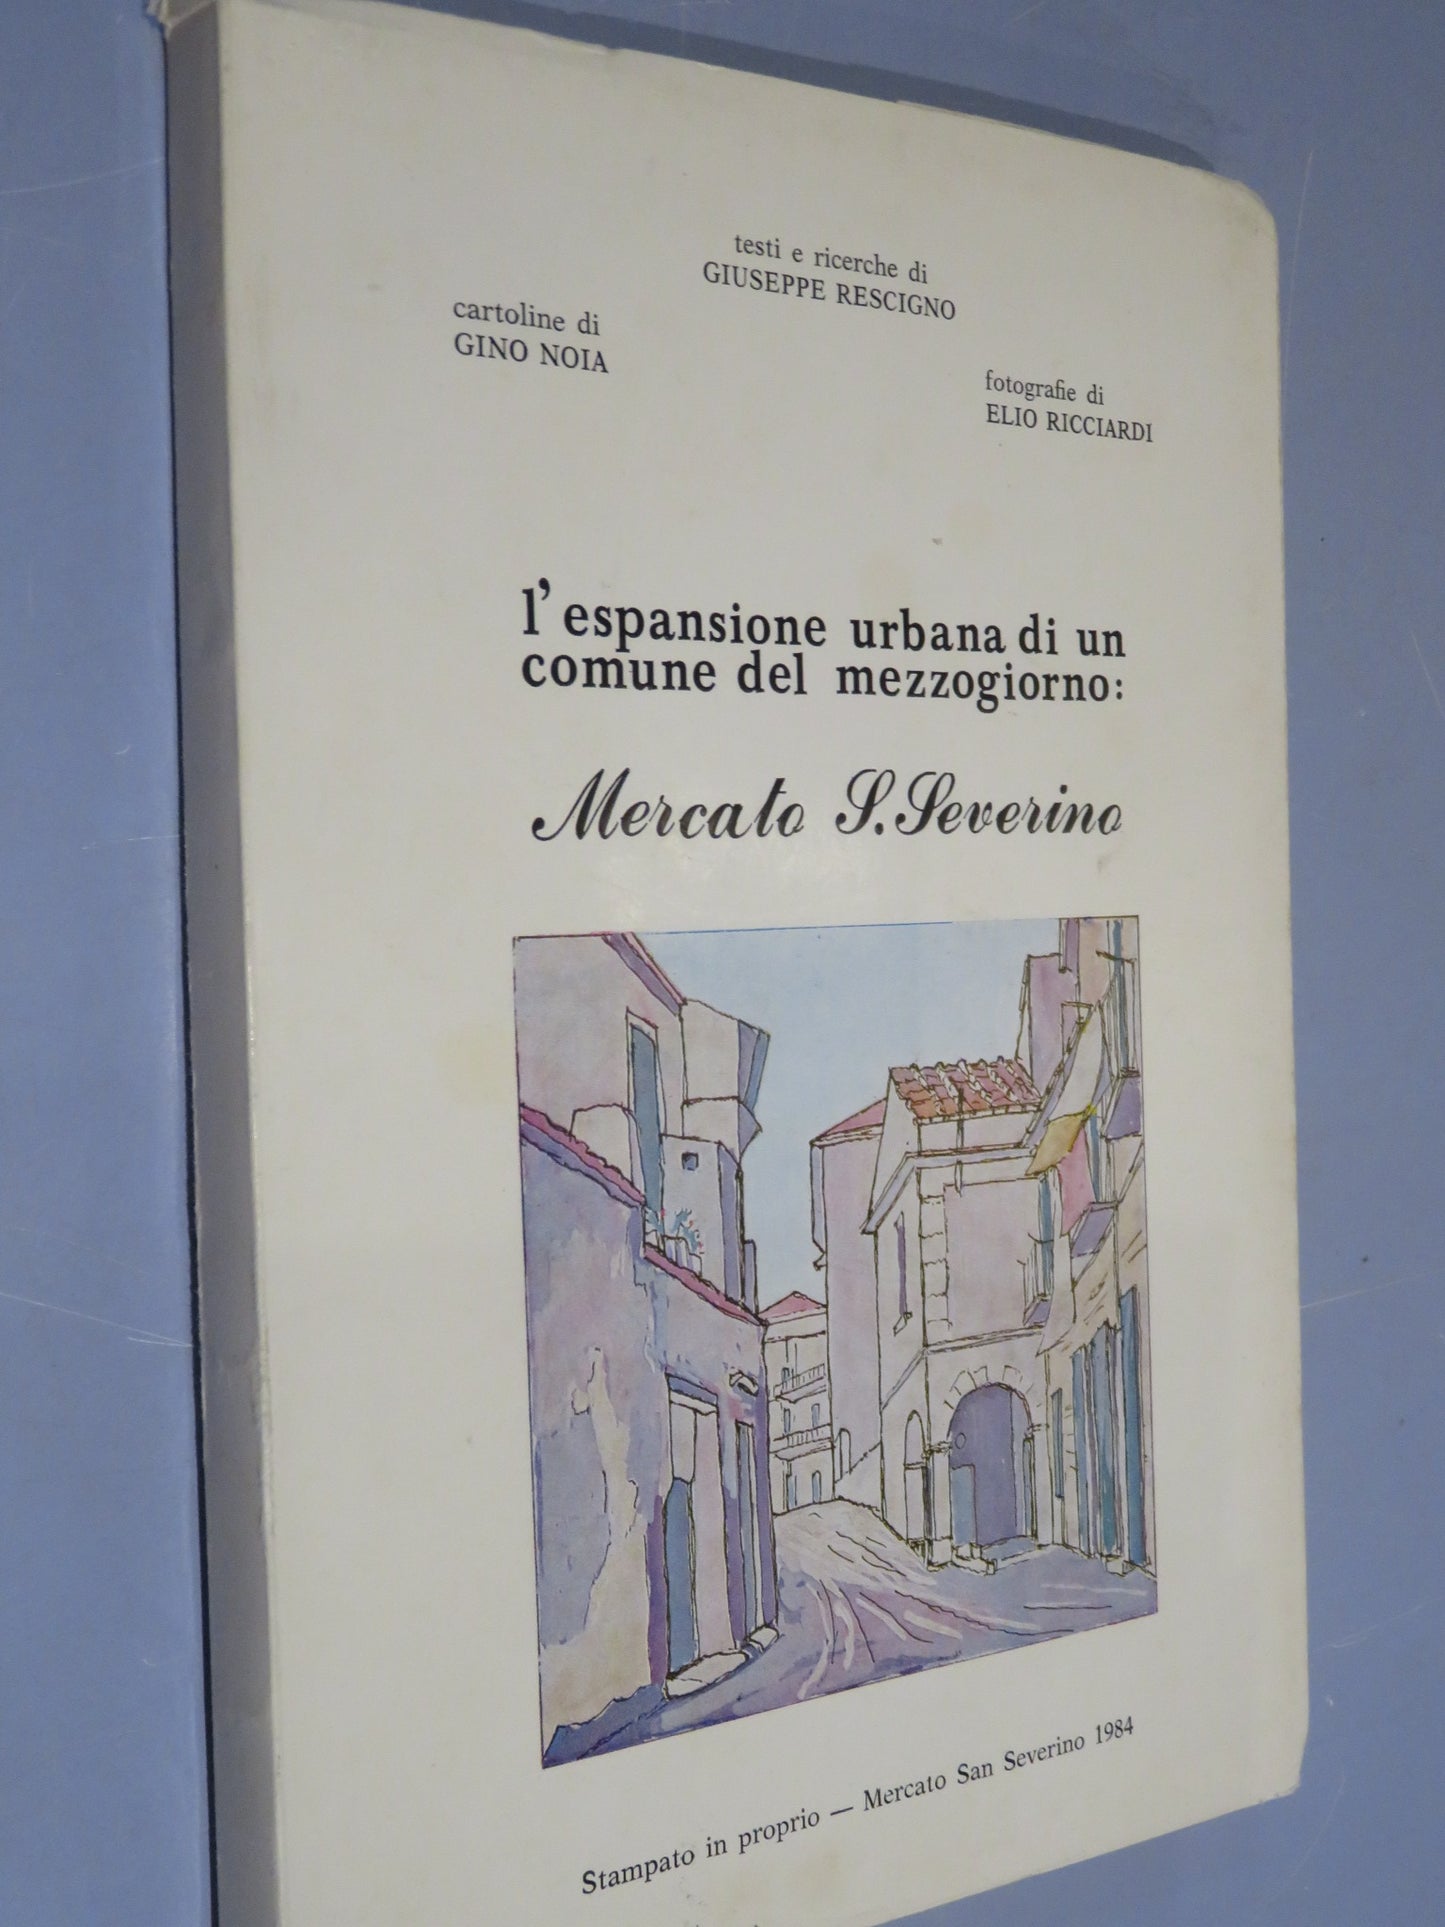 testi e ricerche di
GIUSEPPE RESCIGNO
cartoline di
GINO NOIA
fotografie di
ELIO RICCIARDI
l'espansione urbana di un
comune del mezzogiorno:
Mercato S. Severino
Stampato in proprio — Mercato San Severino 1984